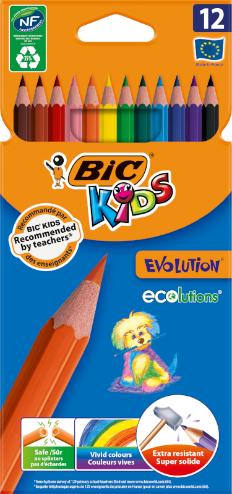 NF
12
BIC
KIDS
Recommandé par
BIC® KIDS
Recommended
by teachers*
des enseignants*
EVOLUTION®
ecolutions®
Safe /Sûr
no splinters
pas d'échardes
Vivid colours
Couleurs vives
Extra resistant
Super solide